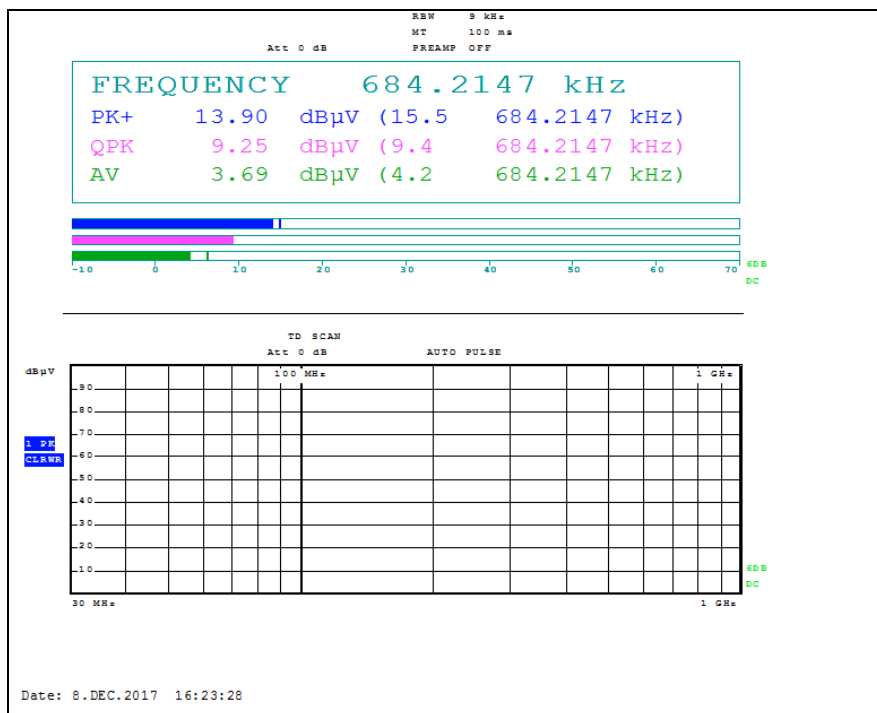 RBW 9 kHz
MT 100 ms
Att 0 dB PREAMP OFF
FREQUENCY 684.2147 kHz
PK+ 13.90 dBµV (15.5 684.2147 kHz)
QPK 9.25 dBµV (9.4 684.2147 kHz)
AV 3.69 dBµV (4.2 684.2147 kHz)
-10 0 10 20 30 40 50 60 70
6DB
DC
TD SCAN
Att 0 dB AUTO PULSE
dBµV
100 MHz 1 GHz
90
80
70
1 PK
CLRWR
60
50
40
30
20
10
6DB
DC
30 MHz 1 GHz
Date: 8.DEC.2017 16:23:28